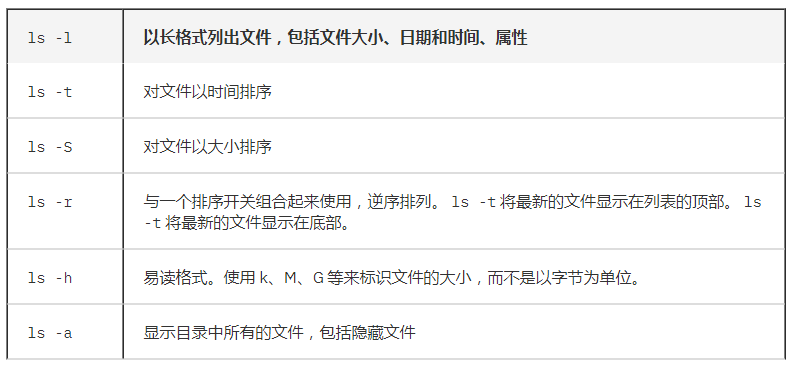 ls -l 以长格式列出文件，包括文件大小、日期和时间、属性
ls -t 对文件以时间排序
ls -S 对文件以大小排序
ls -r 与一个排序开关组合起来使用，逆序排列。 ls -t 将最新的文件显示在列表的顶部。 ls
-t 将最新的文件显示在底部。
ls -h 易读格式。使用 k、M、G 等来标识文件的大小，而不是以字节为单位。
ls -a 显示目录中所有的文件，包括隐藏文件